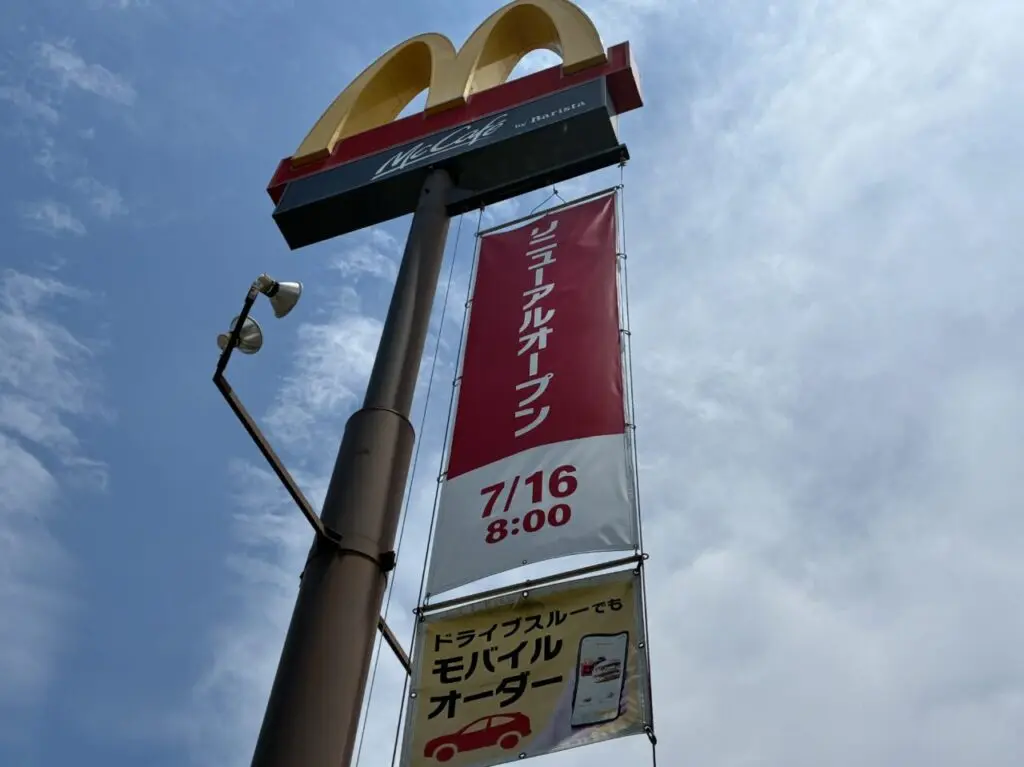 McCafé by Barista
リニューアルオープン
7/16
8:00
ドライブスルーでも
モバイル
オーダー